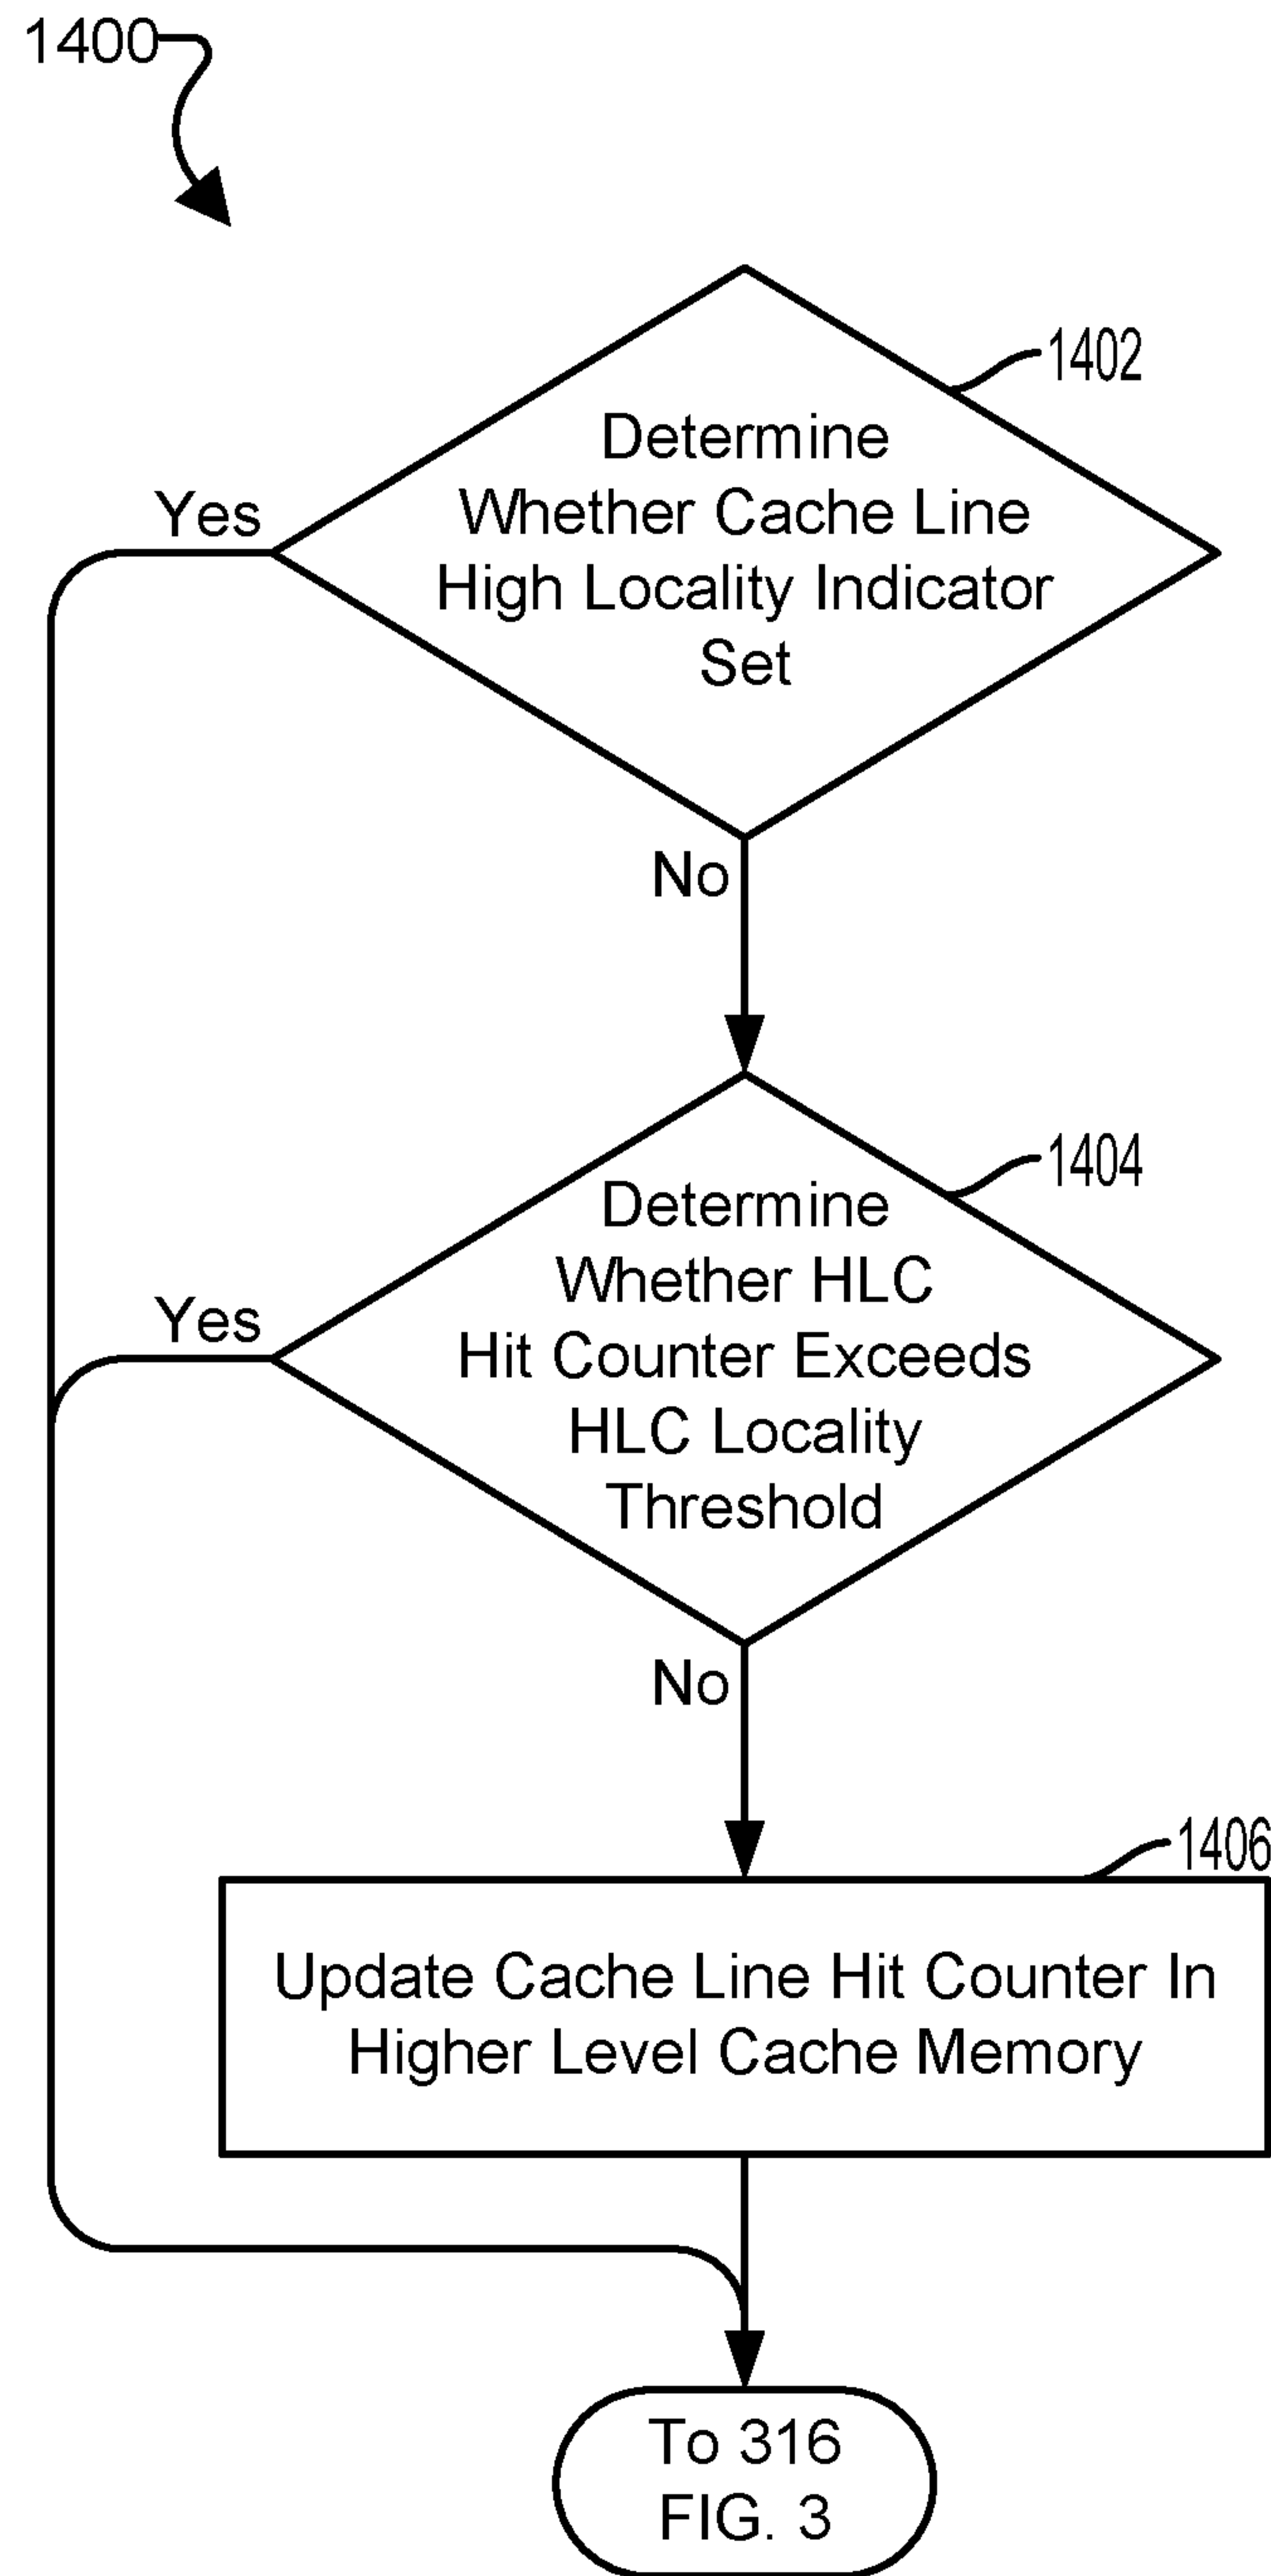 1400
1402
Determine
Whether Cache Line
High Locality Indicator
Set
Yes
No
1404
Determine
Whether HLC
Hit Counter Exceeds
HLC Locality
Threshold
Yes
No
1406
Update Cache Line Hit Counter In
Higher Level Cache Memory
To 316
FIG. 3